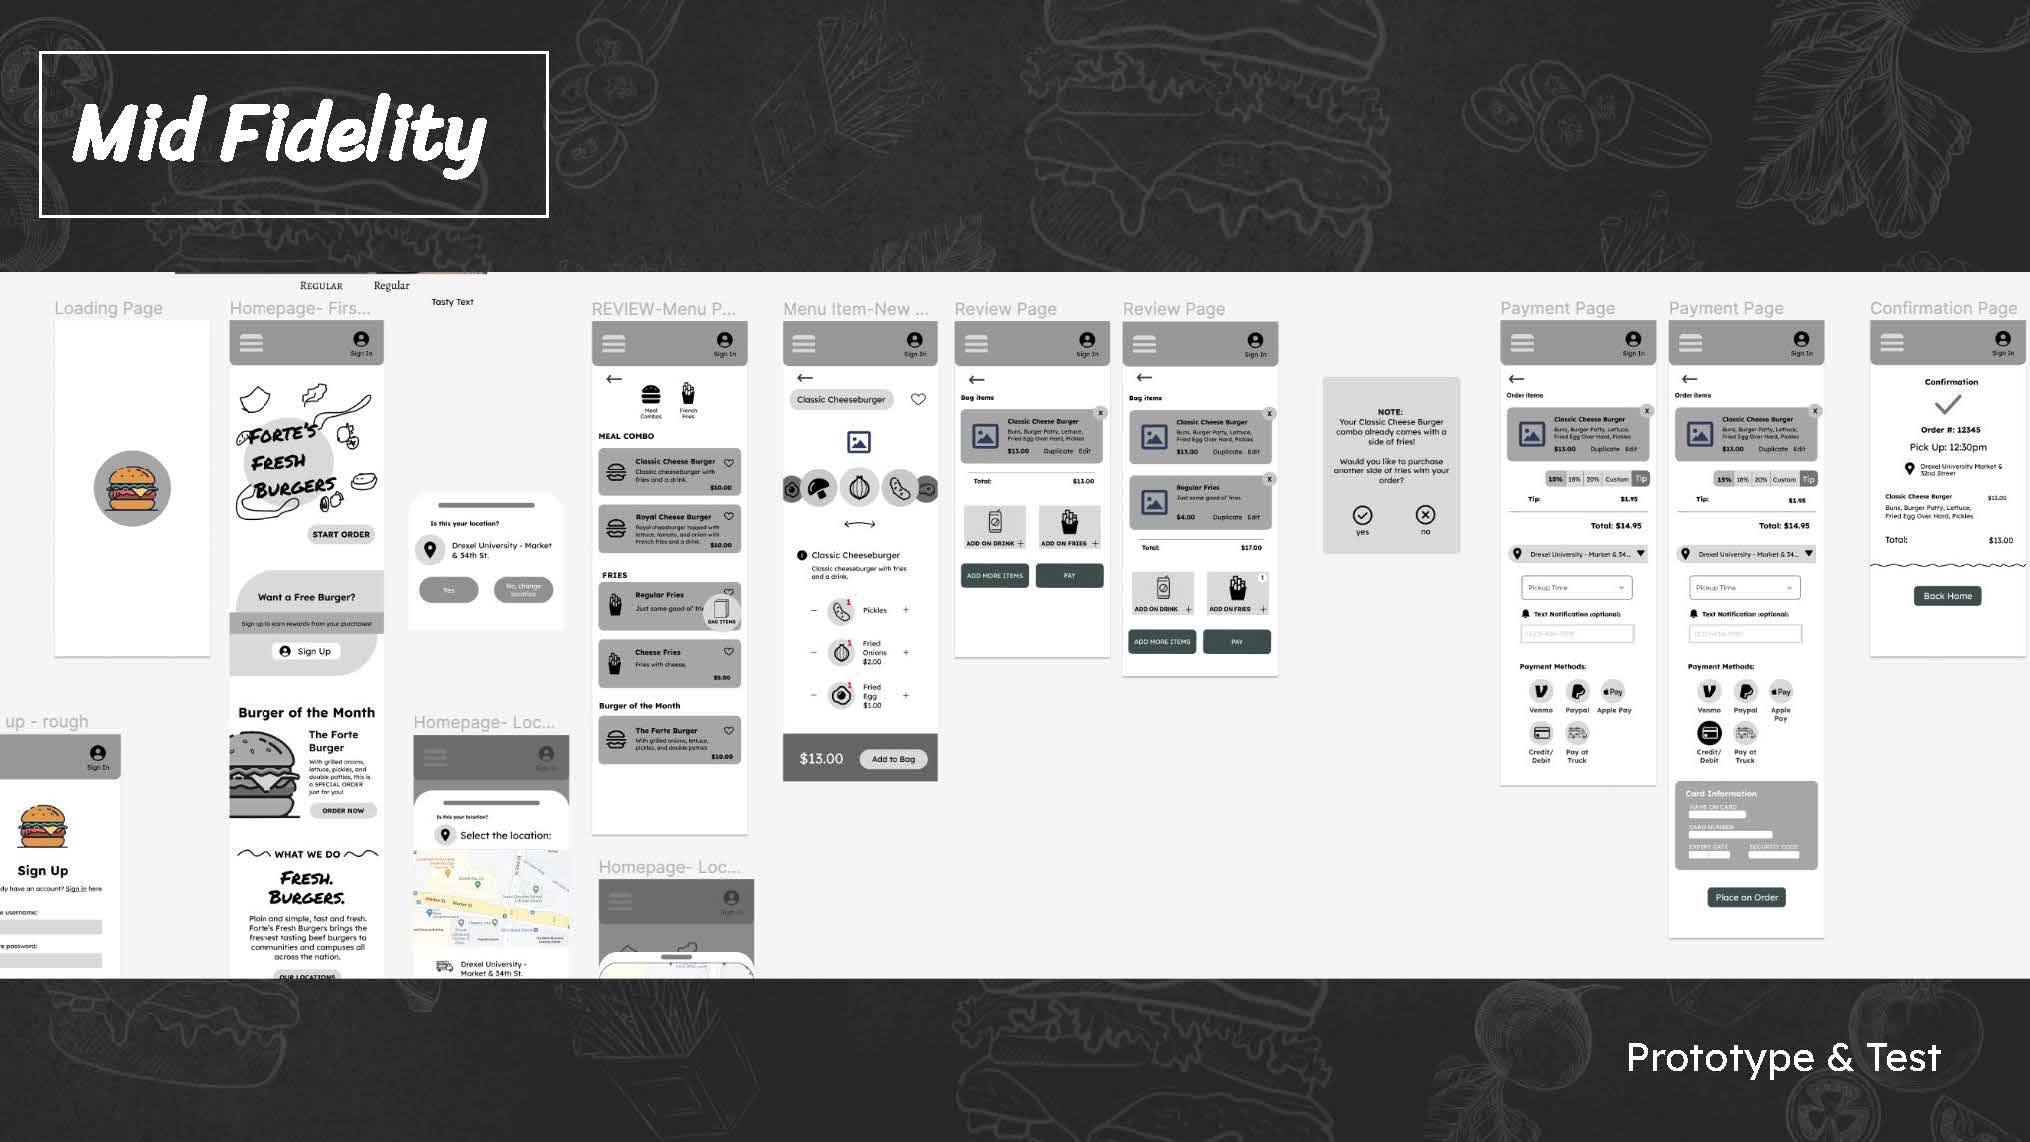 Mid Fidelity
REGULAR
Regular
Tasty Text
Loading Page
Homepage- Firs...
Sign In
FORTE'S
FRESH
BURGERS
START ORDER
Want a Free Burger?
Sign up to earn rewards from your purchases!
Sign Up
Burger of the Month
The Forte
Burger
With grilled onions,
lettuce, pickles, and
double patties, this is
a SPECIAL ORDER
just for you!
ORDER NOW
WHAT WE DO
FRESH.
BURGERS.
Plain and simple, fast and fresh.
Forte's Fresh Burgers brings the
freshest tasting beef burgers to
communities and campuses all
across the nation.
OUR LOCATIONS
up - rough
Sign In
Sign Up
dy have an account? Sign in here
e username:
e password:
Is this your location?
Drexel University - Market
& 34th St.
Yes
No, change
location
Homepage- Loc...
Sign In
Is this your location?
Select the location:
Market St
Drexel University -
Market & 34th St.
REVIEW-Menu P...
Sign In
Meal
Combos
French
Fries
MEAL COMBO
Classic Cheese Burger
Classic cheeseburger with
fries and a drink.
$10.00
Royal Cheese Burger
Royal cheeseburger topped with
lettuce, tomato, and onion with
French fries and a drink.
$10.00
FRIES
Regular Fries
Just some good ol' fri
BAG ITEMS
Cheese Fries
Fries with cheese.
$5.00
Burger of the Month
The Forte Burger
With grilled onions, lettuce,
pickles, and double patties
$10.00
Homepage- Loc...
Sign In
Menu Item-New ...
Sign In
Classic Cheeseburger
Classic Cheeseburger
Classic cheeseburger with fries
and a drink.
1
Pickles
1
Fried
Onions
$2.00
1
Fried
Egg
$1.00
$13.00
Add to Bag
Review Page
Sign In
Bag items
X
Classic Cheese Burger
Buns, Burger Patty, Lettuce,
Fried Egg Over Hard, Pickles
$13.00 Duplicate Edit
Total: $13.00
ADD ON DRINK +
ADD ON FRIES +
ADD MORE ITEMS
PAY
Review Page
Sign In
Bag items
X
Classic Cheese Burger
Buns, Burger Patty, Lettuce,
Fried Egg Over Hard, Pickles
$13.00 Duplicate Edit
X
Regular Fries
Just some good ol' fries.
$4.00 Duplicate Edit
Total: $17.00
1
ADD ON DRINK +
ADD ON FRIES +
ADD MORE ITEMS
PAY
NOTE:
Your Classic Cheese Burger
combo already comes with a
side of fries!
Would you like to purchase
another side of fries with your
order?
yes
no
Payment Page
Sign In
Order items
X
Classic Cheese Burger
Buns, Burger Patty, Lettuce,
Fried Egg Over Hard, Pickles
$13.00 Duplicate Edit
15% 18% 20% Custom Tip
Tip: $1.95
Total: $14.95
Drexel University - Market & 34...
Pickup Time
Text Notification (optional)
Payment Methods:
Venmo
Paypal
Pay
Apple Pay
Credit/
Debit
Pay at
Truck
Payment Page
Sign In
Order items
X
Classic Cheese Burger
Buns, Burger Patty, Lettuce,
Fried Egg Over Hard, Pickles
$13.00 Duplicate Edit
15% 18% 20% Custom Tip
Tip: $1.95
Total: $14.95
Drexel University - Market & 34...
Pickup Time
Text Notification (optional)
Payment Methods:
Venmo
Paypal
Pay
Apple
Pay
Credit/
Debit
Pay at
Truck
Card Information
NAME ON CARD
CARD NUMBER
EXPIRY DATE
SECURITY CODE
Place an Order
Confirmation Page
Sign In
Confirmation
Order #: 12345
Pick Up: 12:30pm
Drexel University Market &
32nd Street
Classic Cheese Burger $13.00
Buns, Burger Patty, Lettuce,
Fried Egg Over Hard, Pickles
Total: $13.00
Back Home
Prototype & Test